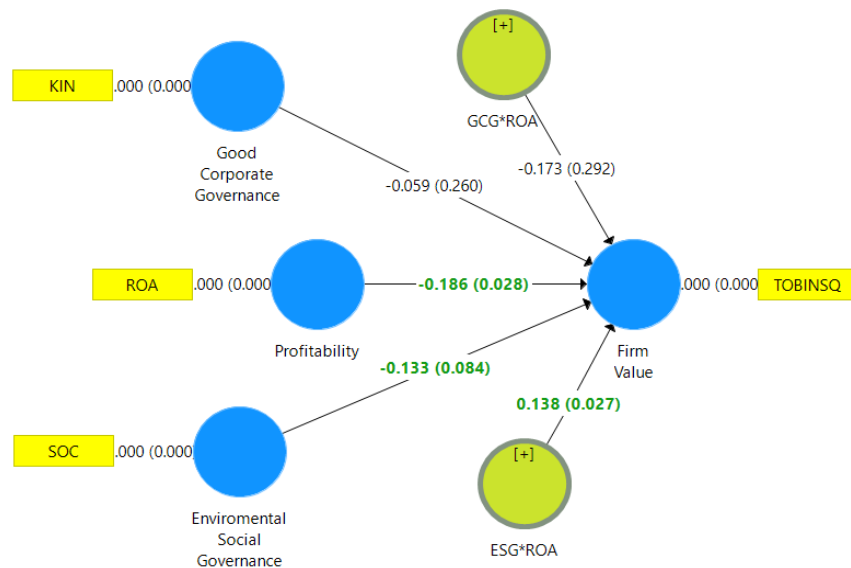 [+]
GCG*ROA
KIN
.000 (0.000
Good
Corporate
Governance
-0.173 (0.292)
-0.059 (0.260)
ROA
.000 (0.000
Profitability
-0.186 (0.028)
.000 (0.000
TOBINSQ
Firm
Value
-0.133 (0.084)
0.138 (0.027)
SOC
.000 (0.000
Enviromental
Social
Governance
[+]
ESG*ROA